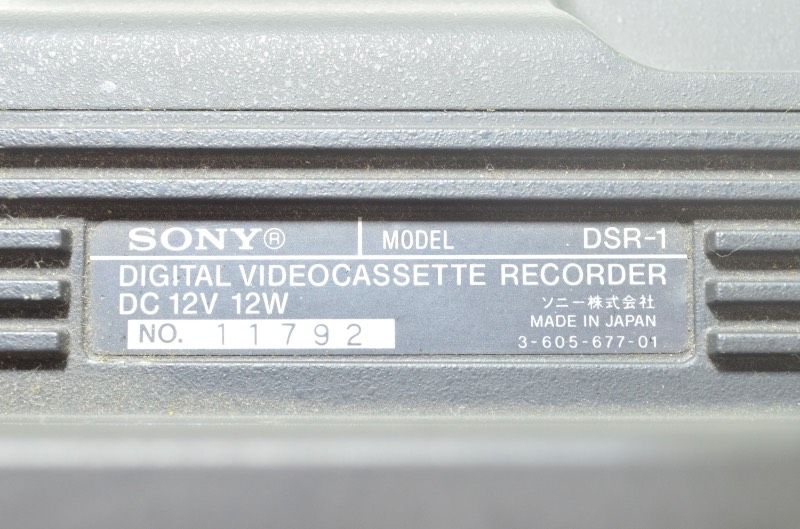 SONY® MODEL DSR-1
DIGITAL VIDEOCASSETTE RECORDER
DC 12V 12W
ソニー株式会社
NO. 11792
MADE IN JAPAN
3-605-677-01